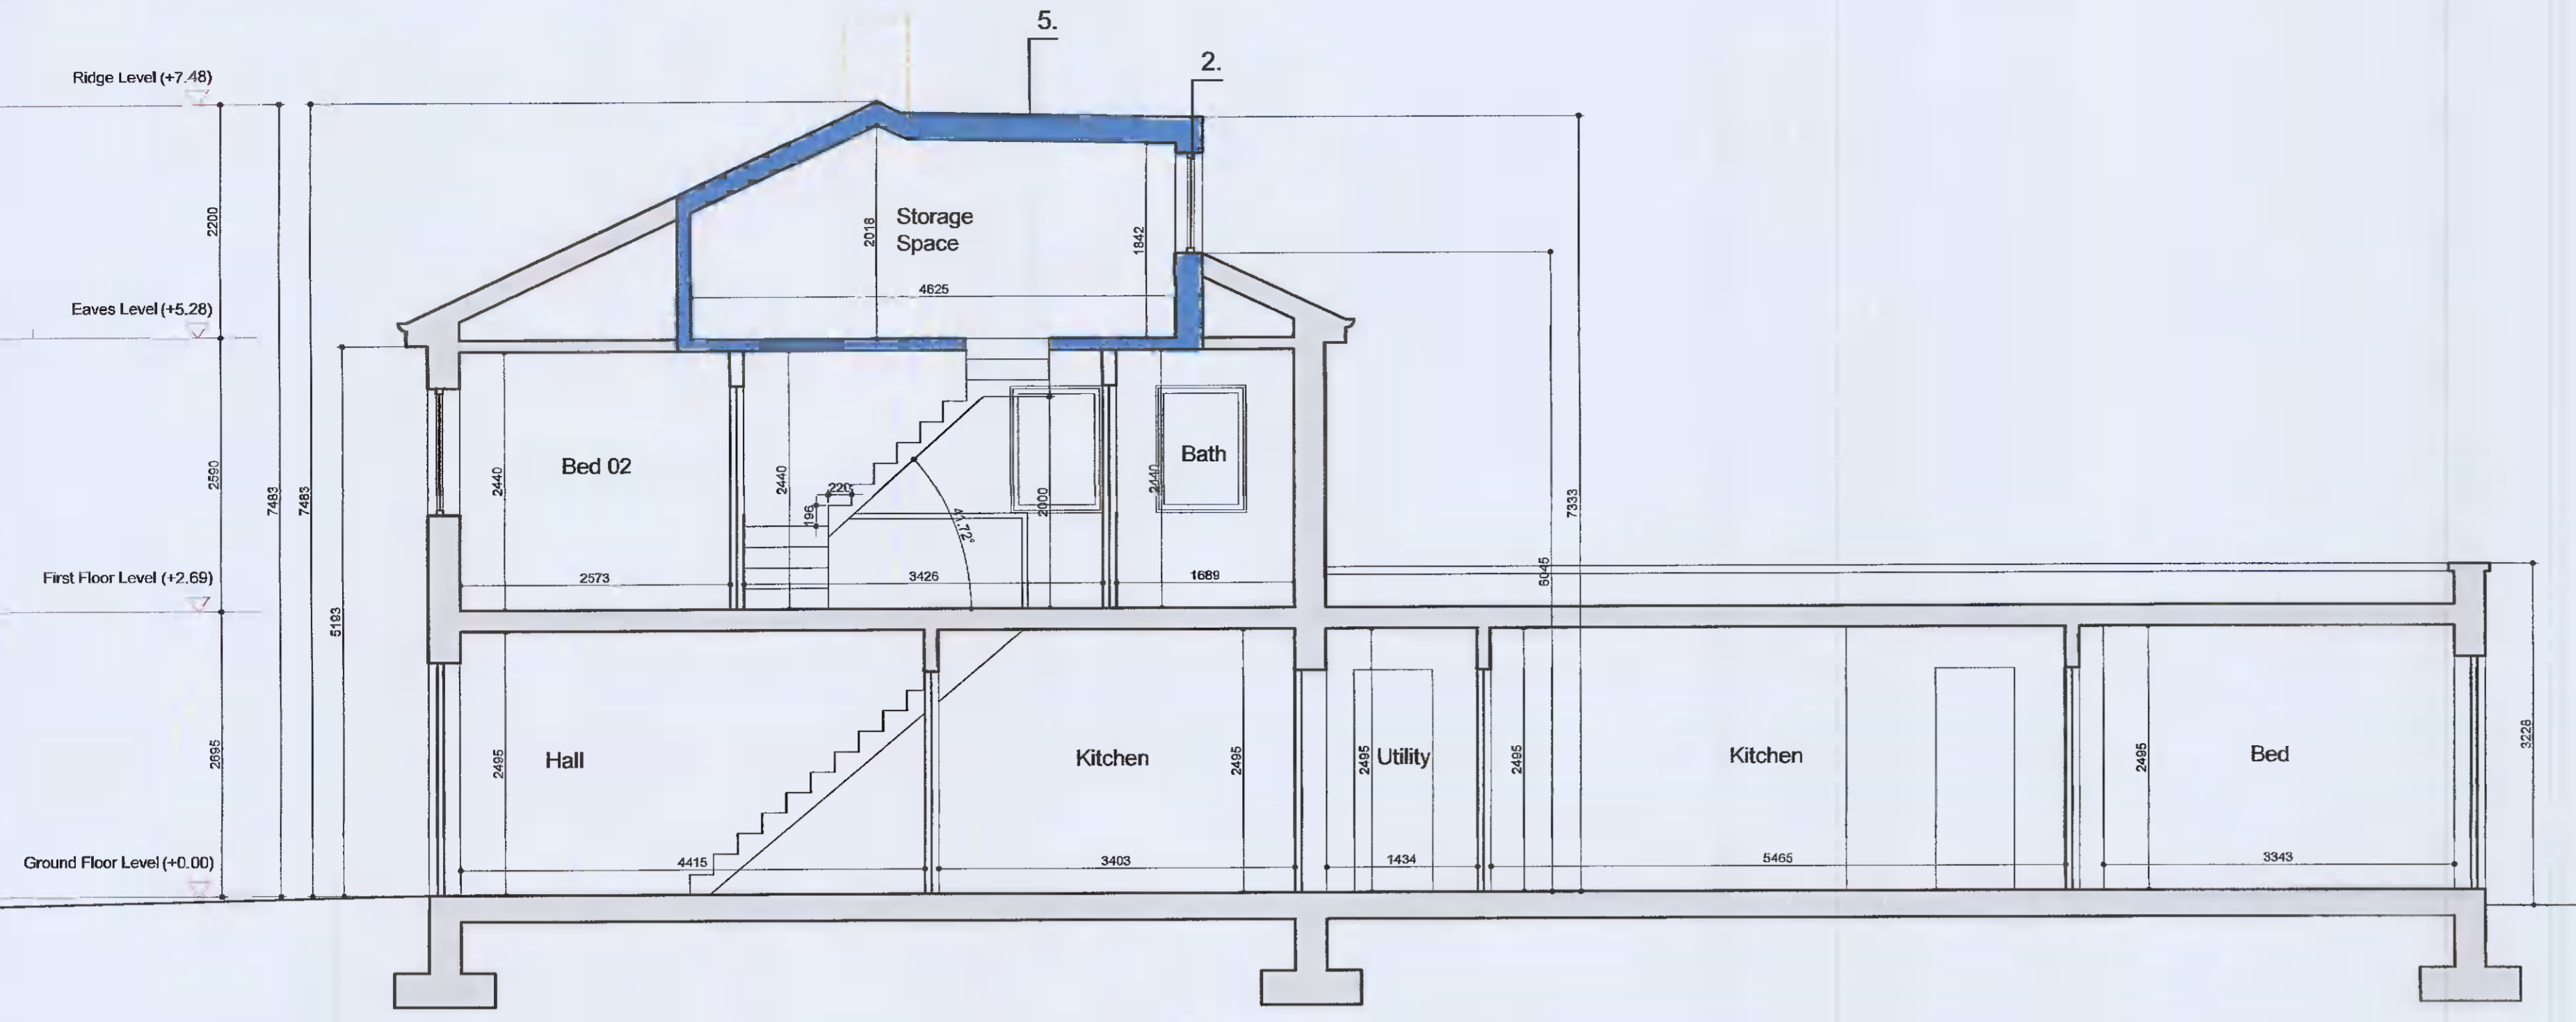 5.
2.
Ridge Level (+7.48)
2200
2018
Storage
Space
1842
4625
Eaves Level (+5.28)
2590
7483
7483
2440
Bed 02
2440
220
196
41.72°
2000
2440
Bath
7333
6045
First Floor Level (+2.69)
2573
3426
1689
5193
2695
2495
Hall
Kitchen
2495
2495
Utility
2495
Kitchen
2495
Bed
3228
Ground Floor Level (+0.00)
4415
3403
1434
5465
3343